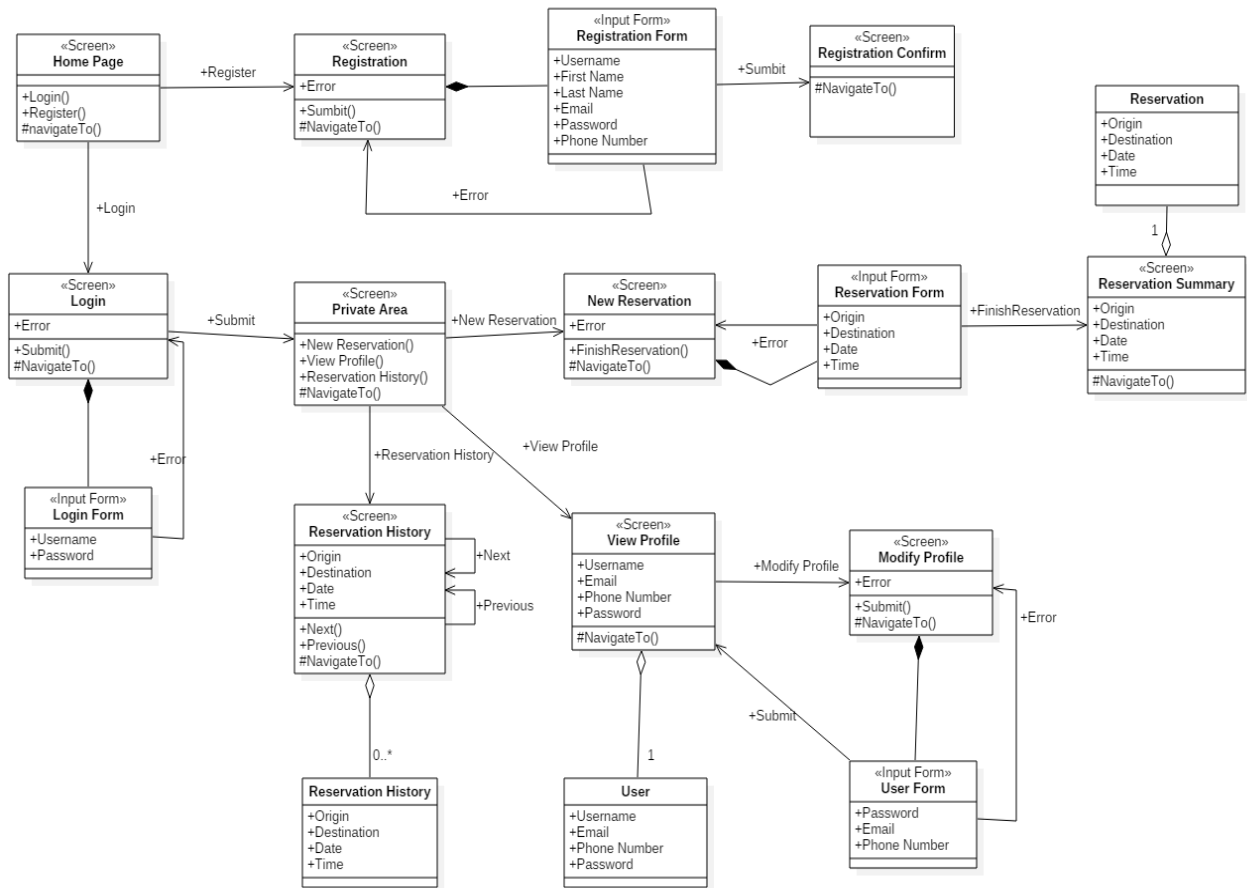 «Screen»
Home Page
+Login()
+Register()
#navigateTo()
+Register
«Screen»
Registration
+Error
+Sumbit()
#NavigateTo()
«Input Form»
Registration Form
+Username
+First Name
+Last Name
+Email
+Password
+Phone Number
+Sumbit
«Screen»
Registration Confirm
#NavigateTo()
+Error
Reservation
+Origin
+Destination
+Date
+Time
1
+Login
«Screen»
Login
+Error
+Submit()
#NavigateTo()
+Submit
«Screen»
Private Area
+New Reservation()
+View Profile()
+Reservation History()
#NavigateTo()
+New Reservation
«Screen»
New Reservation
+Error
+FinishReservation()
#NavigateTo()
+Error
«Input Form»
Reservation Form
+Origin
+Destination
+Date
+Time
+FinishReservation
«Screen»
Reservation Summary
+Origin
+Destination
+Date
+Time
#NavigateTo()
+Error
«Input Form»
Login Form
+Username
+Password
+Reservation History
+View Profile
«Screen»
Reservation History
+Origin
+Destination
+Date
+Time
+Next()
+Previous()
#NavigateTo()
+Next
+Previous
«Screen»
View Profile
+Username
+Email
+Phone Number
+Password
#NavigateTo()
+Modify Profile
«Screen»
Modify Profile
+Error
+Submit()
#NavigateTo()
+Error
+Submit
0..*
1
Reservation History
+Origin
+Destination
+Date
+Time
User
+Username
+Email
+Phone Number
+Password
«Input Form»
User Form
+Password
+Email
+Phone Number